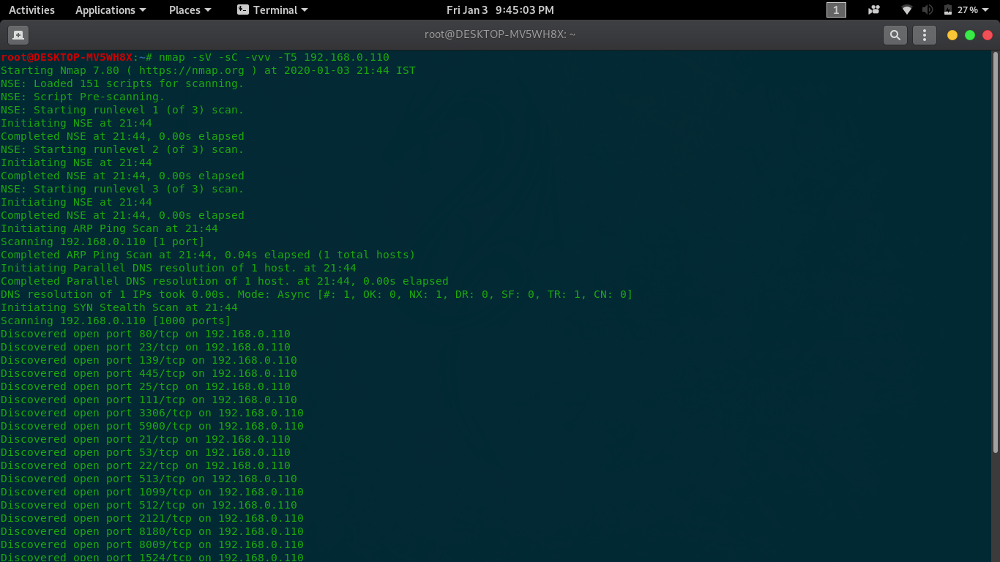 Activities Applications Places Terminal Fri Jan 3 9:45:03 PM 1 27%
root@DESKTOP-MV5WH8X: ~
root@DESKTOP-MV5WH8X:~# nmap -sV -sC -vvv -T5 192.168.0.110
Starting Nmap 7.80 ( https://nmap.org ) at 2020-01-03 21:44 IST
NSE: Loaded 151 scripts for scanning.
NSE: Script Pre-scanning.
NSE: Starting runlevel 1 (of 3) scan.
Initiating NSE at 21:44
Completed NSE at 21:44, 0.00s elapsed
NSE: Starting runlevel 2 (of 3) scan.
Initiating NSE at 21:44
Completed NSE at 21:44, 0.00s elapsed
NSE: Starting runlevel 3 (of 3) scan.
Initiating NSE at 21:44
Completed NSE at 21:44, 0.00s elapsed
Initiating ARP Ping Scan at 21:44
Scanning 192.168.0.110 [1 port]
Completed ARP Ping Scan at 21:44, 0.04s elapsed (1 total hosts)
Initiating Parallel DNS resolution of 1 host. at 21:44
Completed Parallel DNS resolution of 1 host. at 21:44, 0.00s elapsed
DNS resolution of 1 IPs took 0.00s. Mode: Async [#: 1, OK: 0, NX: 1, DR: 0, SF: 0, TR: 1, CN: 0]
Initiating SYN Stealth Scan at 21:44
Scanning 192.168.0.110 [1000 ports]
Discovered open port 80/tcp on 192.168.0.110
Discovered open port 23/tcp on 192.168.0.110
Discovered open port 139/tcp on 192.168.0.110
Discovered open port 445/tcp on 192.168.0.110
Discovered open port 25/tcp on 192.168.0.110
Discovered open port 111/tcp on 192.168.0.110
Discovered open port 3306/tcp on 192.168.0.110
Discovered open port 5900/tcp on 192.168.0.110
Discovered open port 21/tcp on 192.168.0.110
Discovered open port 53/tcp on 192.168.0.110
Discovered open port 22/tcp on 192.168.0.110
Discovered open port 513/tcp on 192.168.0.110
Discovered open port 1099/tcp on 192.168.0.110
Discovered open port 512/tcp on 192.168.0.110
Discovered open port 2121/tcp on 192.168.0.110
Discovered open port 8180/tcp on 192.168.0.110
Discovered open port 8009/tcp on 192.168.0.110
Discovered open port 1524/tcp on 192.168.0.110